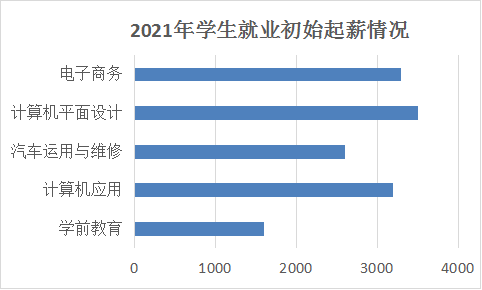 2021年学生就业初始起薪情况
电子商务
计算机平面设计
汽车运用与维修
计算机应用
学前教育
0 1000 2000 3000 4000